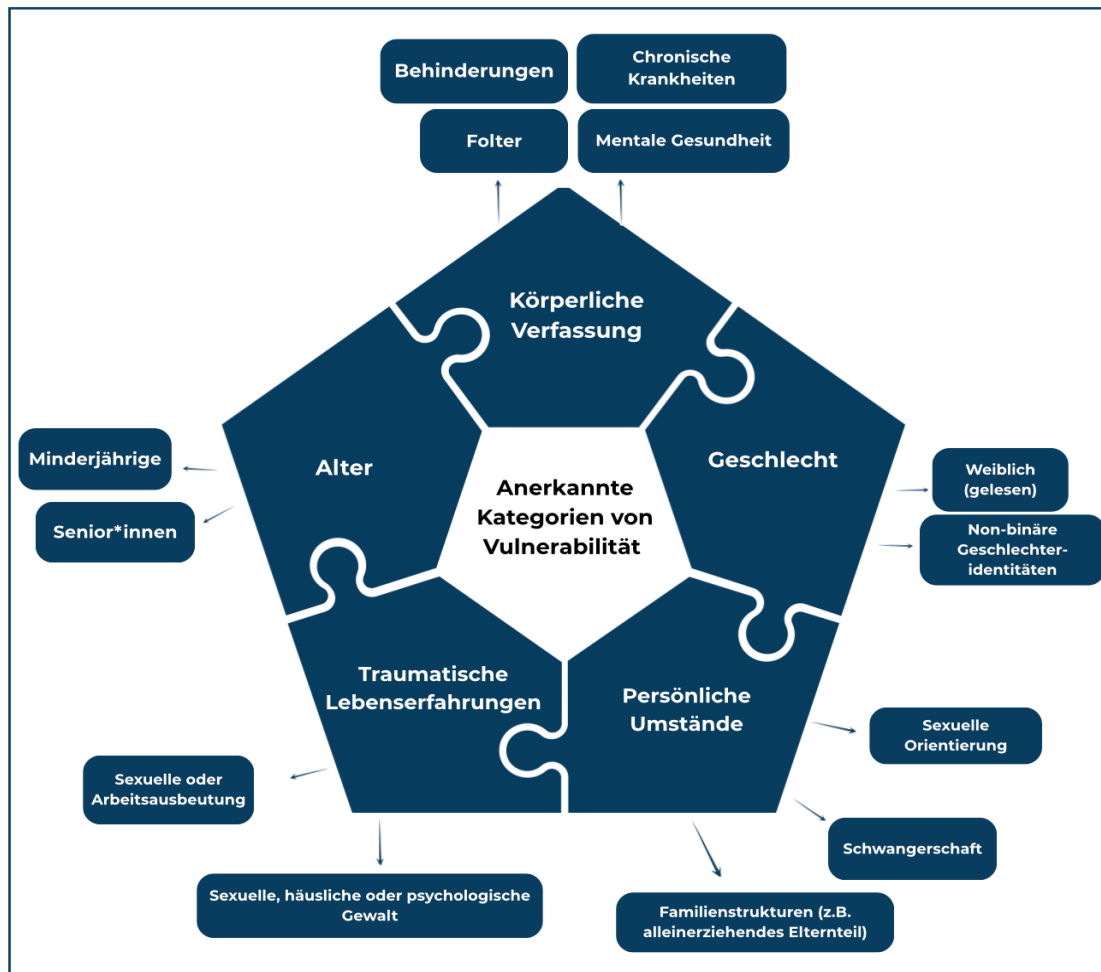 Behinderungen
Chronische
Krankheiten
Folter
Mentale Gesundheit
Körperliche
Verfassung
Alter
Geschlecht
Minderjährige
Senior*innen
Anerkannte
Kategorien von
Vulnerabilität
Weiblich
(gelesen)
Non-binäre
Geschlechter-
identitäten
Traumatische
Lebenserfahrungen
Persönliche
Umstände
Sexuelle
Orientierung
Sexuelle oder
Arbeitsausbeutung
Schwangerschaft
Sexuelle, häusliche oder psychologische
Gewalt
Familienstrukturen (z.B.
alleinerziehendes Elternteil)